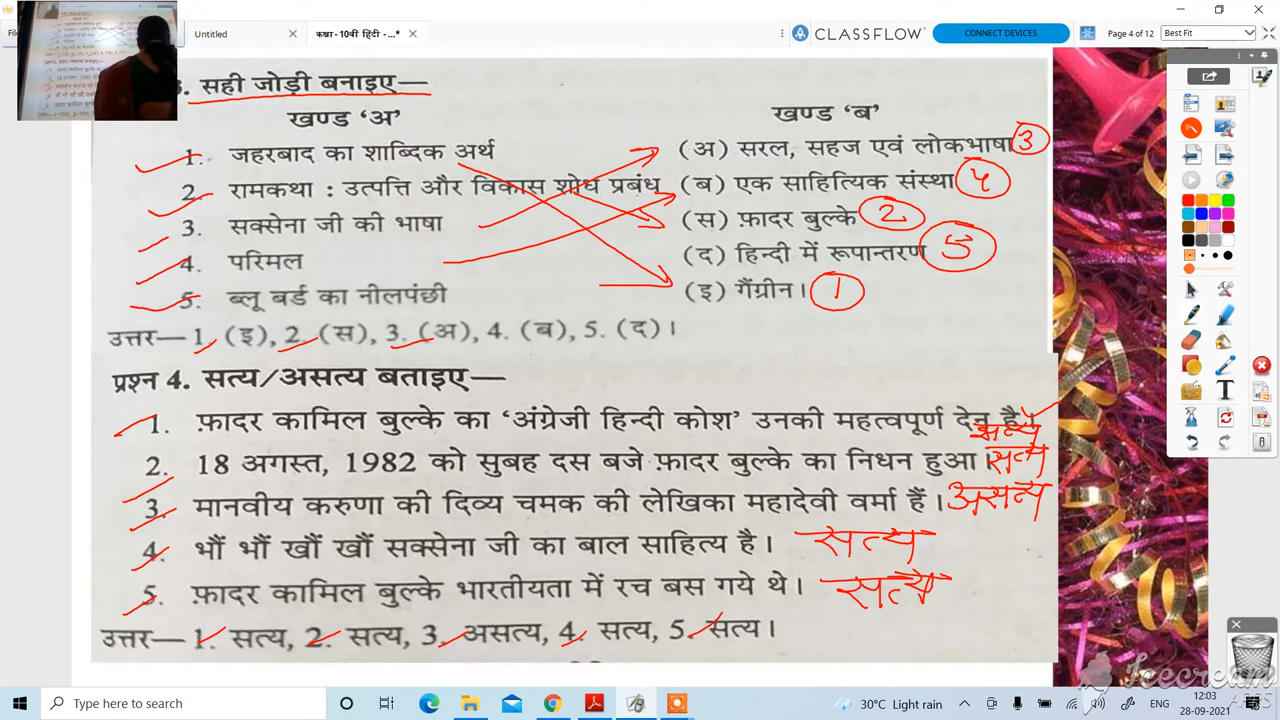 Untitled ×
कक्षा - 10वीं हिंदी - ...* ×
CLASSFLOW
CONNECT DEVICES
Page 4 of 12
Best Fit
सही जोड़ी बनाइए—
खण्ड 'अ' खण्ड 'ब'
1. जहरबाद का शाब्दिक अर्थ (अ) सरल, सहज एवं लोकभाषा 3
2. रामकथा : उत्पत्ति और विकास शोध प्रबंध (ब) एक साहित्यिक संस्था 4
3. सक्सेना जी की भाषा (स) फ़ादर बुल्के 2
4. परिमल (द) हिन्दी में रूपान्तरण 5
5. ब्लू बर्ड का नीलपंछी (इ) गैंग्रीन। 1
उत्तर— 1. (इ), 2. (स), 3. (अ), 4. (ब), 5. (द)।
प्रश्न 4. सत्य/असत्य बताइए—
1. फ़ादर कामिल बुल्के का 'अंग्रेजी हिन्दी कोश' उनकी महत्वपूर्ण देन है। सत्य
2. 18 अगस्त, 1982 को सुबह दस बजे फ़ादर बुल्के का निधन हुआ। सत्य
3. मानवीय करुणा की दिव्य चमक की लेखिका महादेवी वर्मा हैं। असत्य
4. भौं भौं खौं खौं सक्सेना जी का बाल साहित्य है। सत्य
5. फ़ादर कामिल बुल्के भारतीयता में रच बस गये थे। सत्य
उत्तर— 1. सत्य, 2. सत्य, 3. असत्य, 4. सत्य, 5. सत्य।
Icecream
APPS
Type here to search
30°C Light rain
12:03
28-09-2021